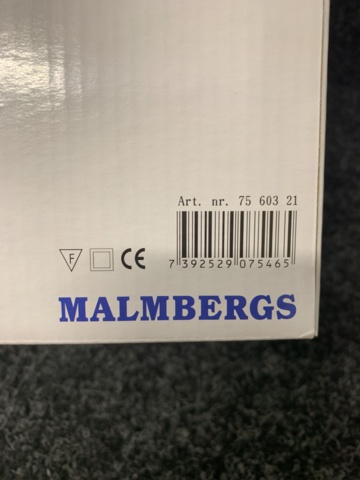 Art. nr. 75 603 21
7 392529 075465
F CE
MALMBERGS